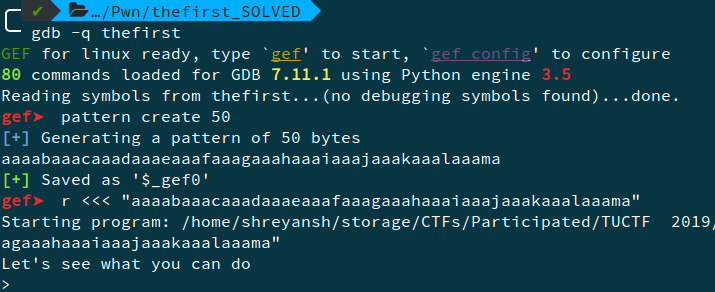 ✔ …/Pwn/thefirst_SOLVED
gdb -q thefirst
GEF for linux ready, type `gef' to start, `gef config' to configure
80 commands loaded for GDB 7.11.1 using Python engine 3.5
Reading symbols from thefirst...(no debugging symbols found)...done.
gef➤  pattern create 50
[+] Generating a pattern of 50 bytes
aaaabaaacaaadaaaeaaafaaagaaahaaaiaaajaaakaaalaaama
[+] Saved as '$_gef0'
gef➤  r <<< "aaaabaaacaaadaaaeaaafaaagaaahaaaiaaajaaakaaalaaama"
Starting program: /home/shreyansh/storage/CTFs/Participated/TUCTF  2019/
agaaahaaaiaaajaaakaaalaaama"
Let's see what you can do
>